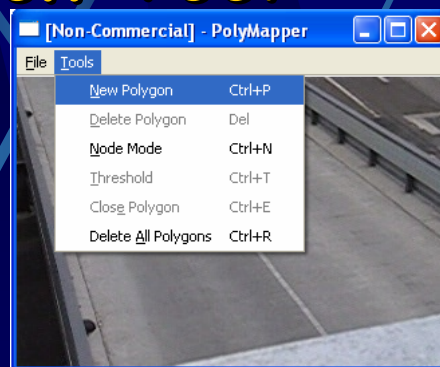 [Non-Commercial] - PolyMapper
File Tools
New Polygon Ctrl+P
Delete Polygon Del
Node Mode Ctrl+N
Threshold Ctrl+T
Close Polygon Ctrl+E
Delete All Polygons Ctrl+R